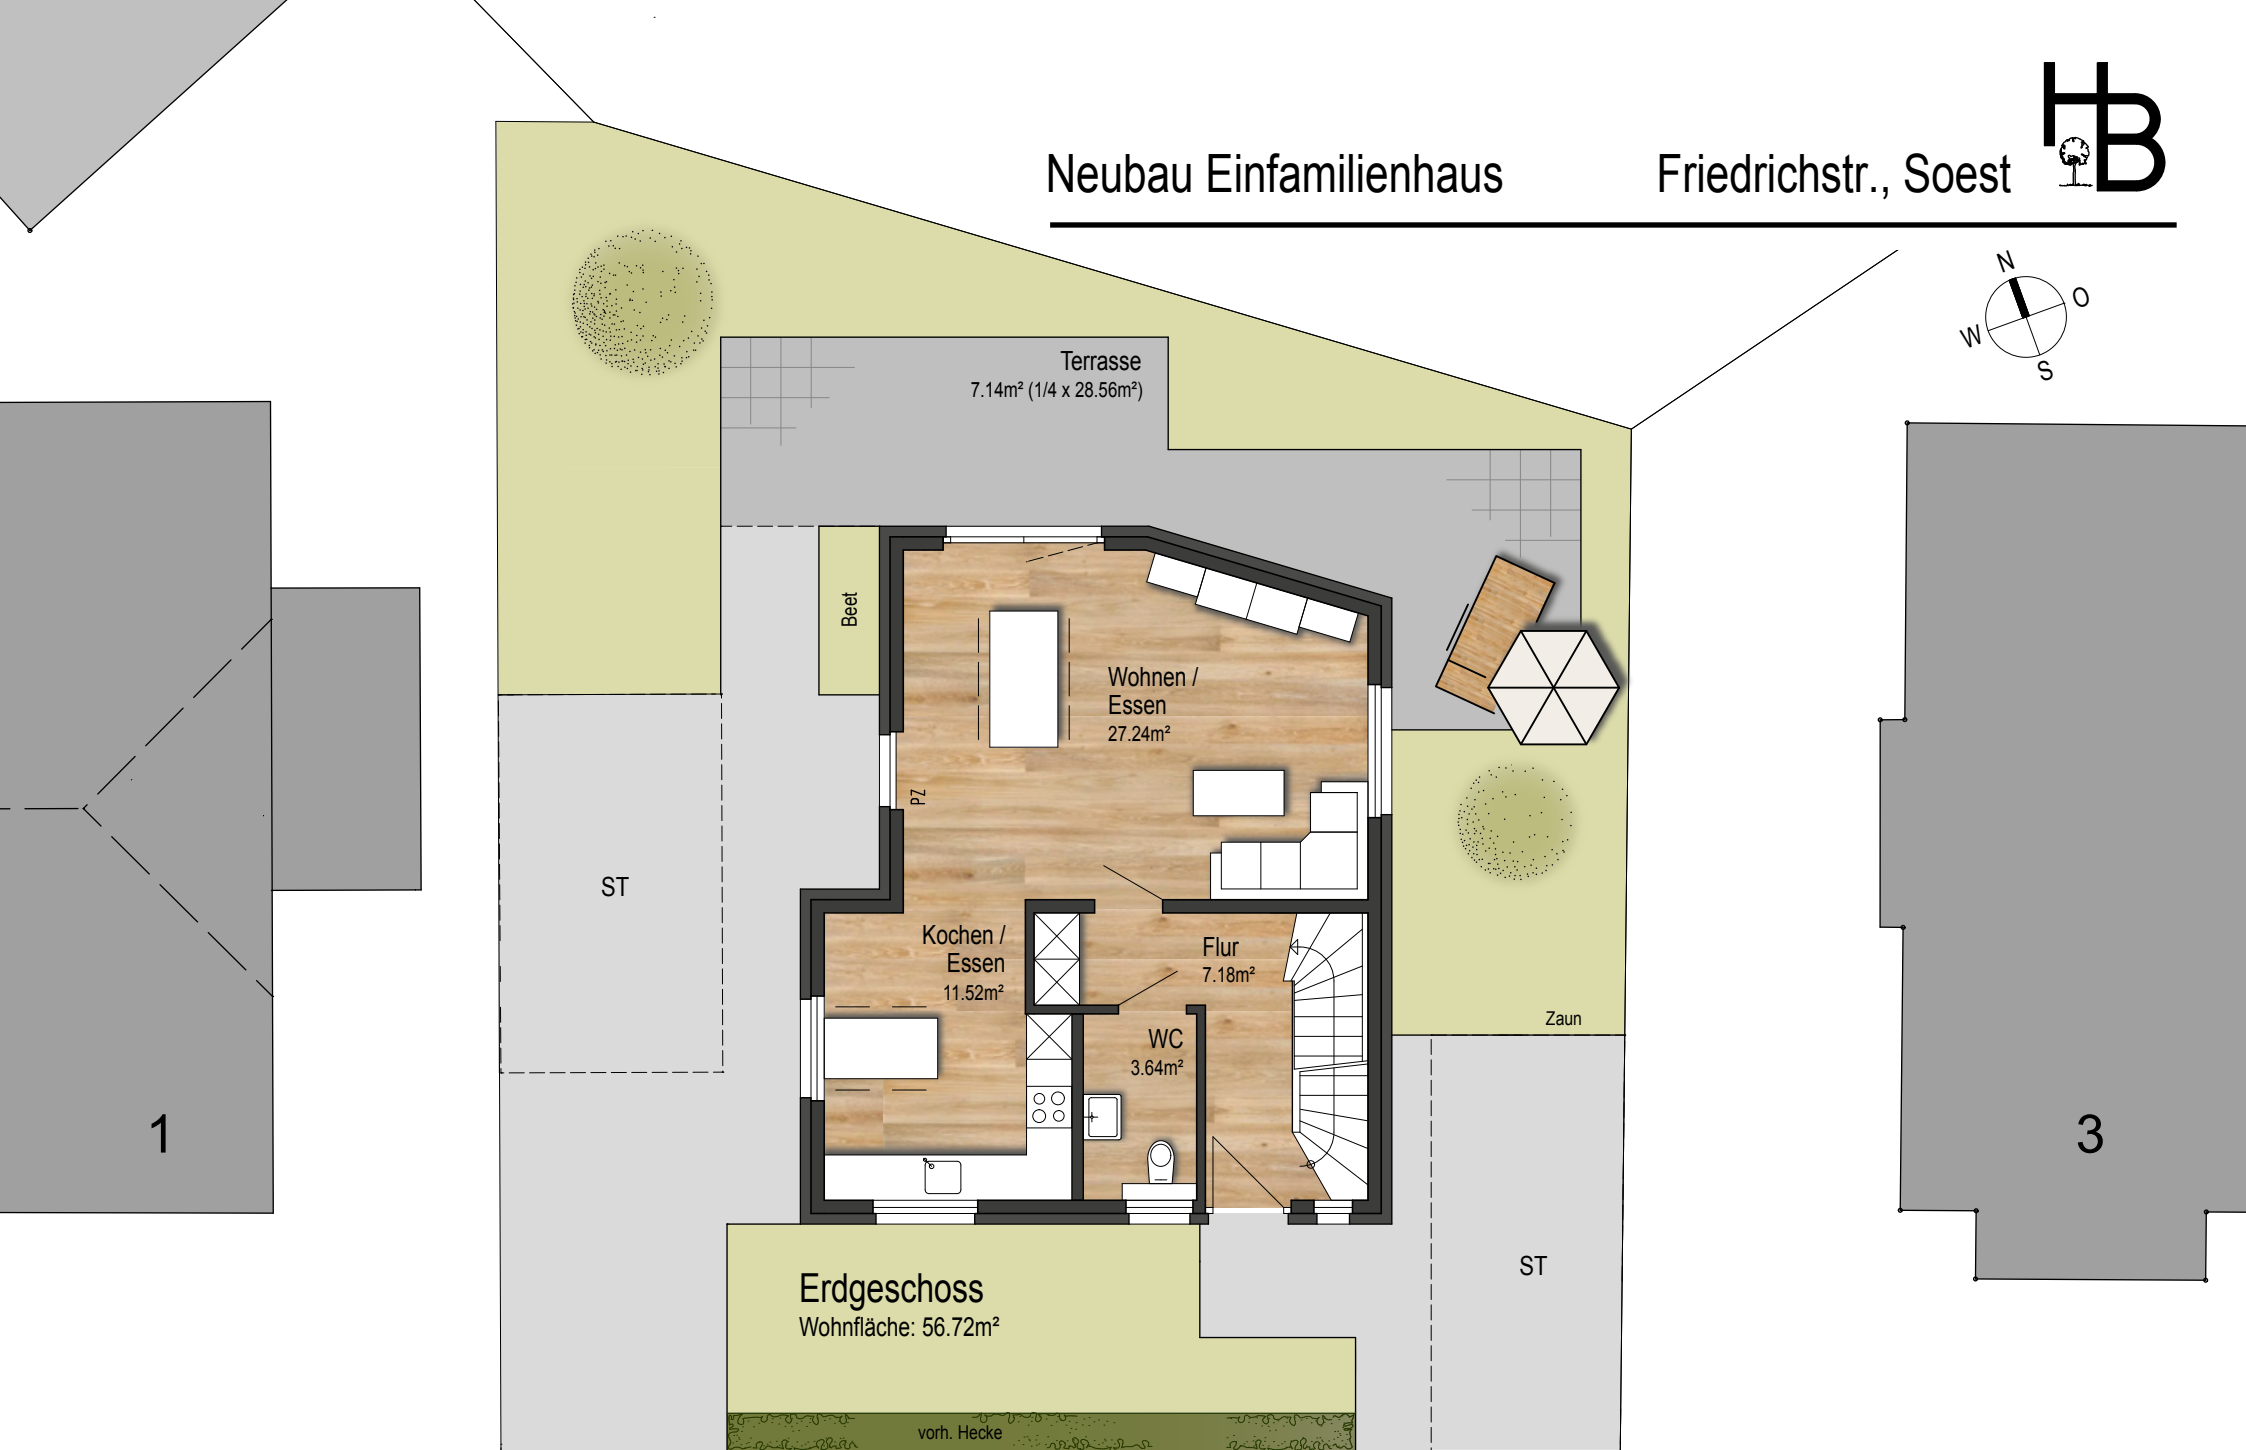 HB
Neubau Einfamilienhaus
Friedrichstr., Soest
N
O
W
S
Terrasse
7.14m² (1/4 x 28.56m²)
Beet
Wohnen /
Essen
27.24m²
PZ
ST
Kochen /
Essen
11.52m²
Flur
7.18m²
Zaun
WC
3.64m²
1
3
ST
Erdgeschoss
Wohnfläche: 56.72m²
vorh. Hecke